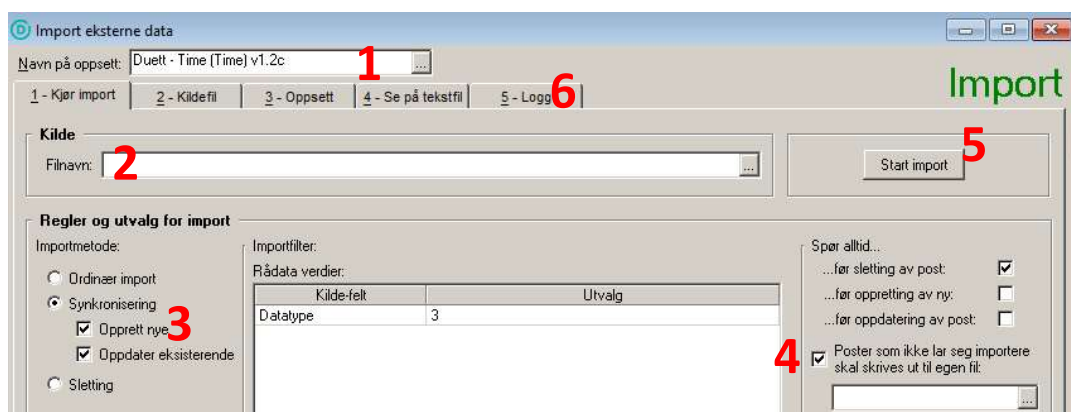 Import eksterne data
Navn på oppsett: Duett - Time (Time) v1.2c ... 1
1 - Kjør import 2 - Kildefil 3 - Oppsett 4 - Se på tekstfil 5 - Logg 6
Import
Kilde
Filnavn: 2 ...
Start import 5
Regler og utvalg for import
Importmetode:
Ordinær import
Synkronisering
Opprett nye 3
Oppdater eksisterende
Sletting
Importfilter:
Rådata verdier:
Kilde-felt Utvalg
Datatype 3
Spør alltid...
...før sletting av post:
...før oppretting av ny:
...før oppdatering av post:
4 Poster som ikke lar seg importere
skal skrives ut til egen fil:
...